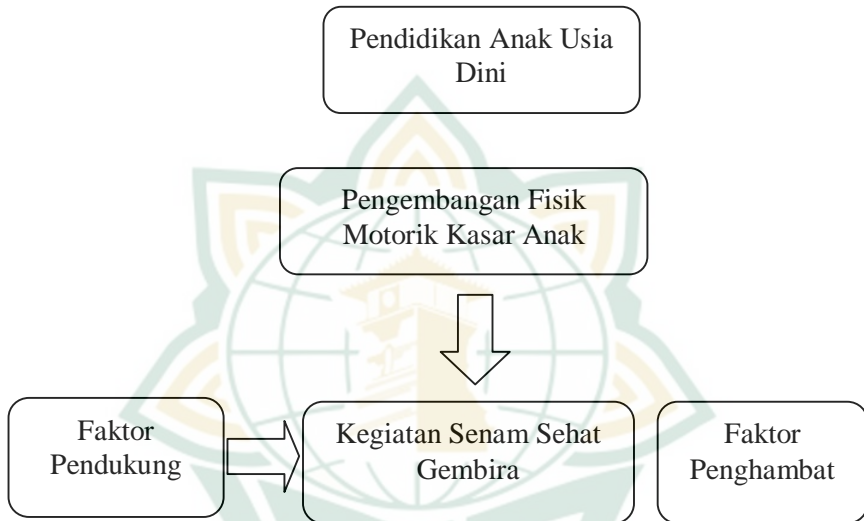 Pendidikan Anak Usia
Dini
Pengembangan Fisik
Motorik Kasar Anak
Faktor
Pendukung
Kegiatan Senam Sehat
Gembira
Faktor
Penghambat